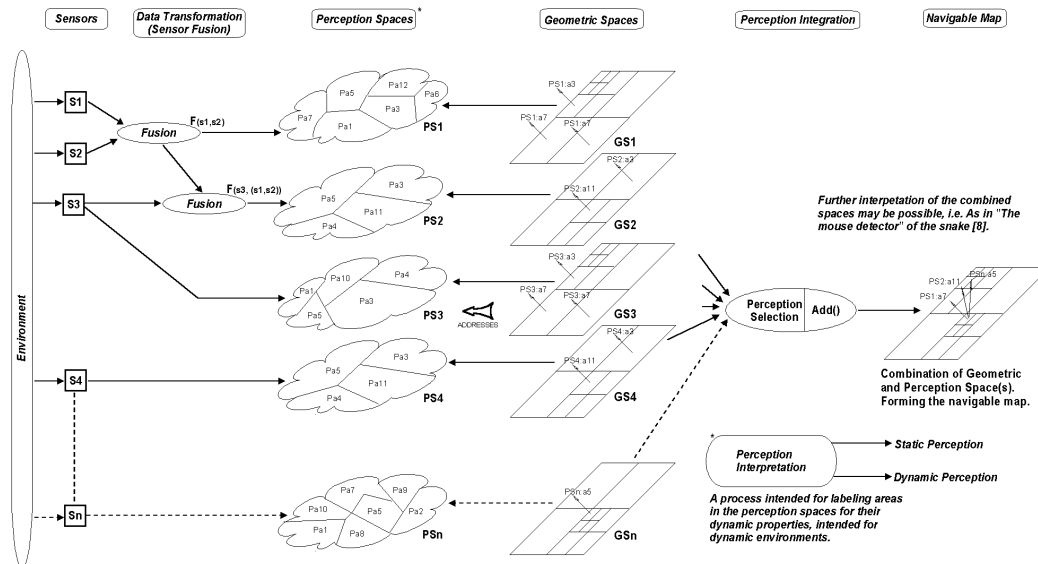 Sensors
Data Transformation
(Sensor Fusion)
Perception Spaces *
Geometric Spaces
Perception Integration
Navigable Map
Environment
S1
S2
S3
S4
Sn
Fusion
F(s1,s2)
Fusion
F(s3, (s1,s2))
Pa5
Pa12
Pa6
Pa7
Pa3
Pa1
PS1
Pa3
Pa5
Pa11
Pa4
PS2
Pa1
Pa10
Pa4
Pa3
Pa5
PS3
ADDRESSES
Pa3
Pa5
Pa11
Pa4
PS4
Pa7
Pa9
Pa10
Pa5
Pa2
Pa1
Pa8
PSn
PS1:a3
PS1:a7
PS1:a7
GS1
PS2:a3
PS2:a11
GS2
PS3:a3
PS3:a7
PS3:a7
GS3
PS4:a3
PS4:a11
GS4
PSn:a5
GSn
Perception
Selection
Add()
Further interpetation of the combined
spaces may be possible, i.e. As in "The
mouse detector" of the snake [8].
PSn:a5
PS2:a11
PS1:a7
Combination of Geometric
and Perception Space(s).
Forming the navigable map.
*
Perception
Interpretation
Static Perception
Dynamic Perception
A process intended for labeling areas
in the perception spaces for their
dynamic properties, intended for
dynamic environments.